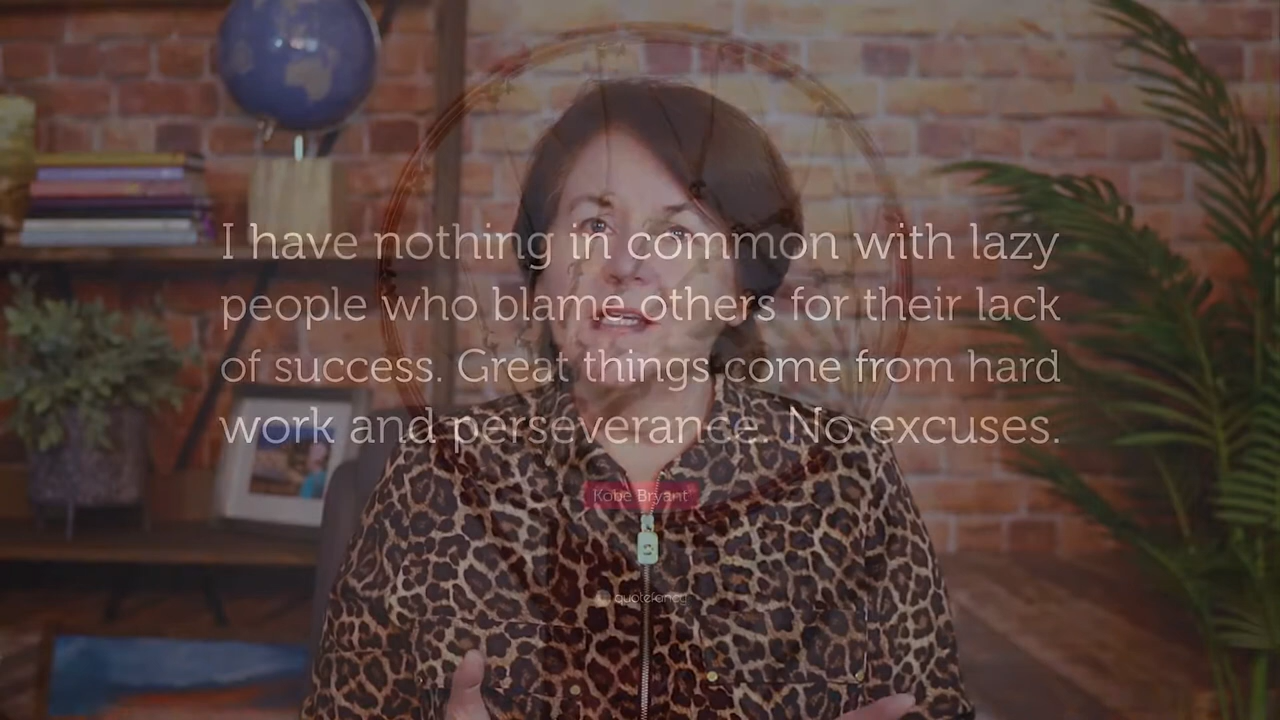 I have nothing in common with lazy
people who blame others for their lack
of success. Great things come from hard
work and perseverance. No excuses.
Kobe Bryant
quotefancy